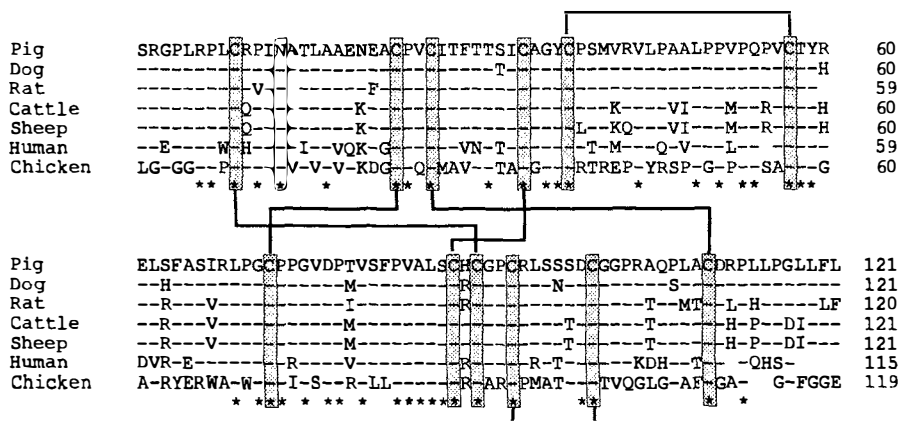 Pig SRGPLRPLCRPINATLAAENEACPVCITFTTSICAGYCPSMVRVLPAALPPVPQPVCTYR 60
Dog -------------------------------T---------------------------H 60
Rat ----------V---------F-------------------------------------- 59
Cattle ---------Q---------K---------------------K----VI---M--R----H 60
Sheep ---------Q---------K------------------L--KQ---VI---M--R----H 60
Human --E----W-H----I--VQK-G------VN-T-------T-M---Q-V---L------- 59
Chicken LG-GG--P-----V-V-V-KDG--Q-MAV--TA-G---RTREP-YRSP-G-P--SA---G 60
Pig ELSFASIRLPGCPPGVDPTVSFPVALSCHCGPCRLSSSDCGGPRAQPLACDRPLLPGLLFL 121
Dog --H---------------M---------R-------N----------S------------- 121
Rat --R---V-----------I---------R---------------T--MT--L-H-----LF 120
Cattle --R---V-----------M------------------T------T------H-P--DI--- 121
Sheep --R---V-----------M------------------T------T------H-P--DI--- 121
Human DVR-E--------R----V---------R-----R-T------KDH--T---  -QHS- 115
Chicken A-RYERWA-W--I-S--R-LL-------R-AR-PMAT--TVQGLG-AF-GA-  G-FGGE 119